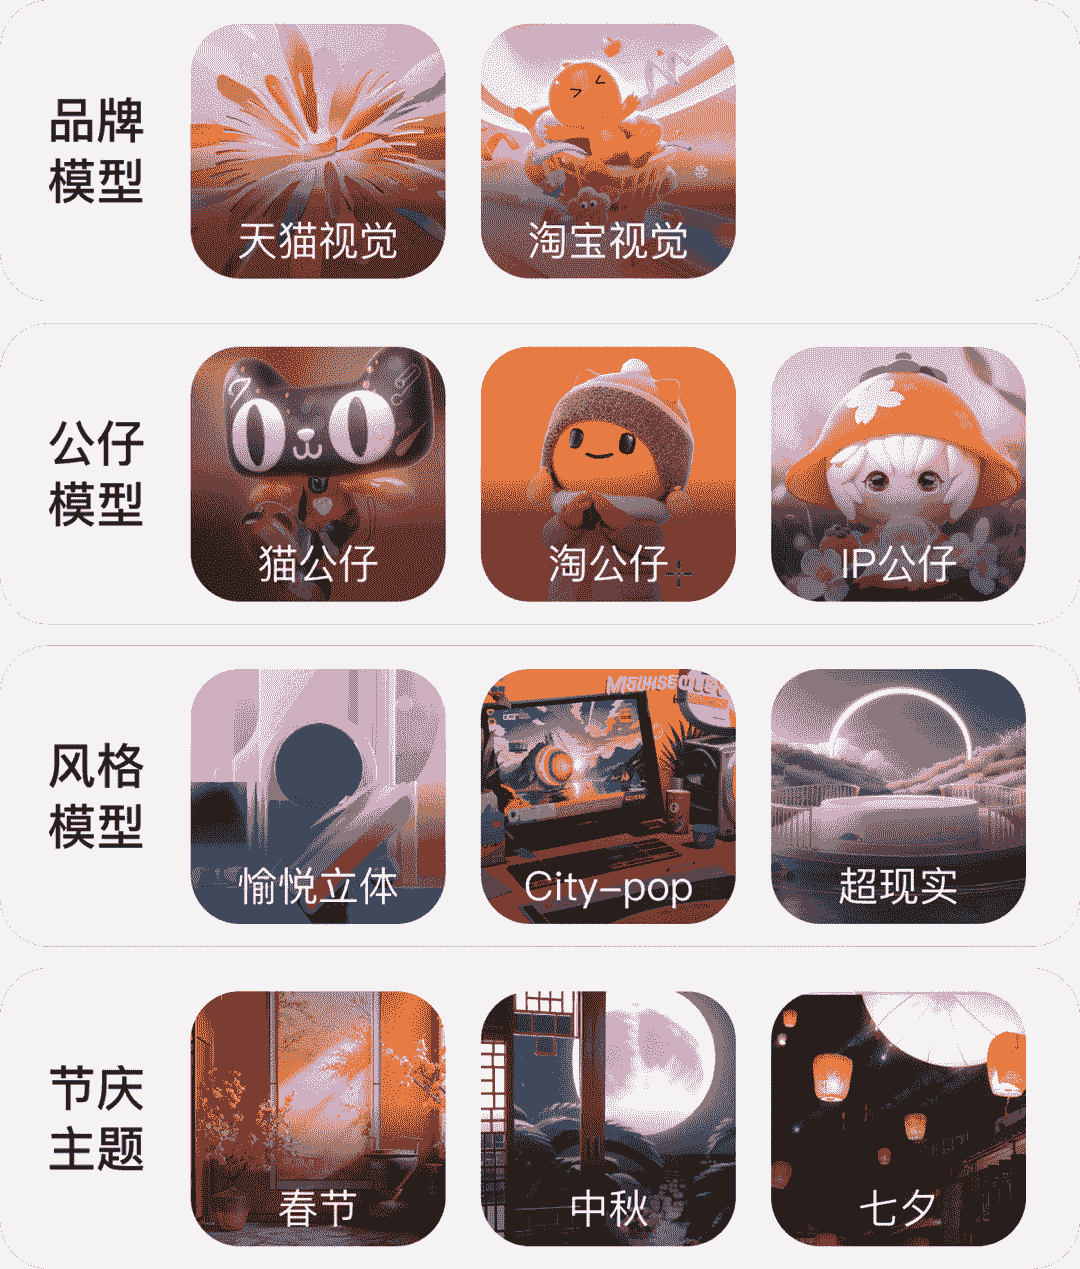 品牌
模型
天猫视觉
淘宝视觉
公仔
模型
猫公仔
淘公仔
IP公仔
风格
模型
愉悦立体
City-pop
超现实
节庆
主题
春节
中秋
七夕